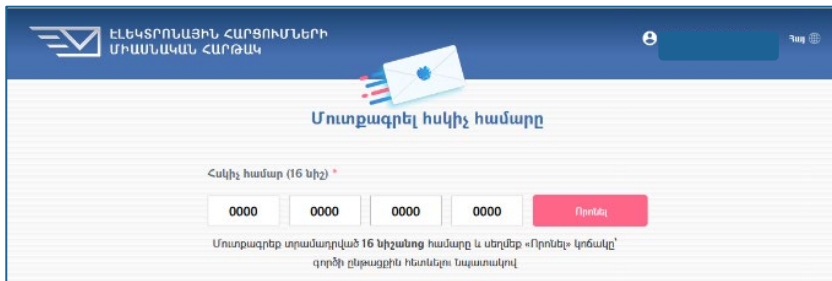 ԷԼԵԿՏՐՈՆԱՅԻՆ ՀԱՐՑՈՒՄՆԵՐԻ
ՄԻԱՍՆԱԿԱՆ ՀԱՐԹԱԿ
Հայ
Մուտքագրել հսկիչ համարը
Հսկիչ համար (16 նիշ) *
0000 0000 0000 0000 Որոնել
Մուտքագրեք տրամադրված 16 նիշանոց համարը և սեղմեք «Որոնել» կոճակը՝
գործի ընթացքին հետևելու նպատակով